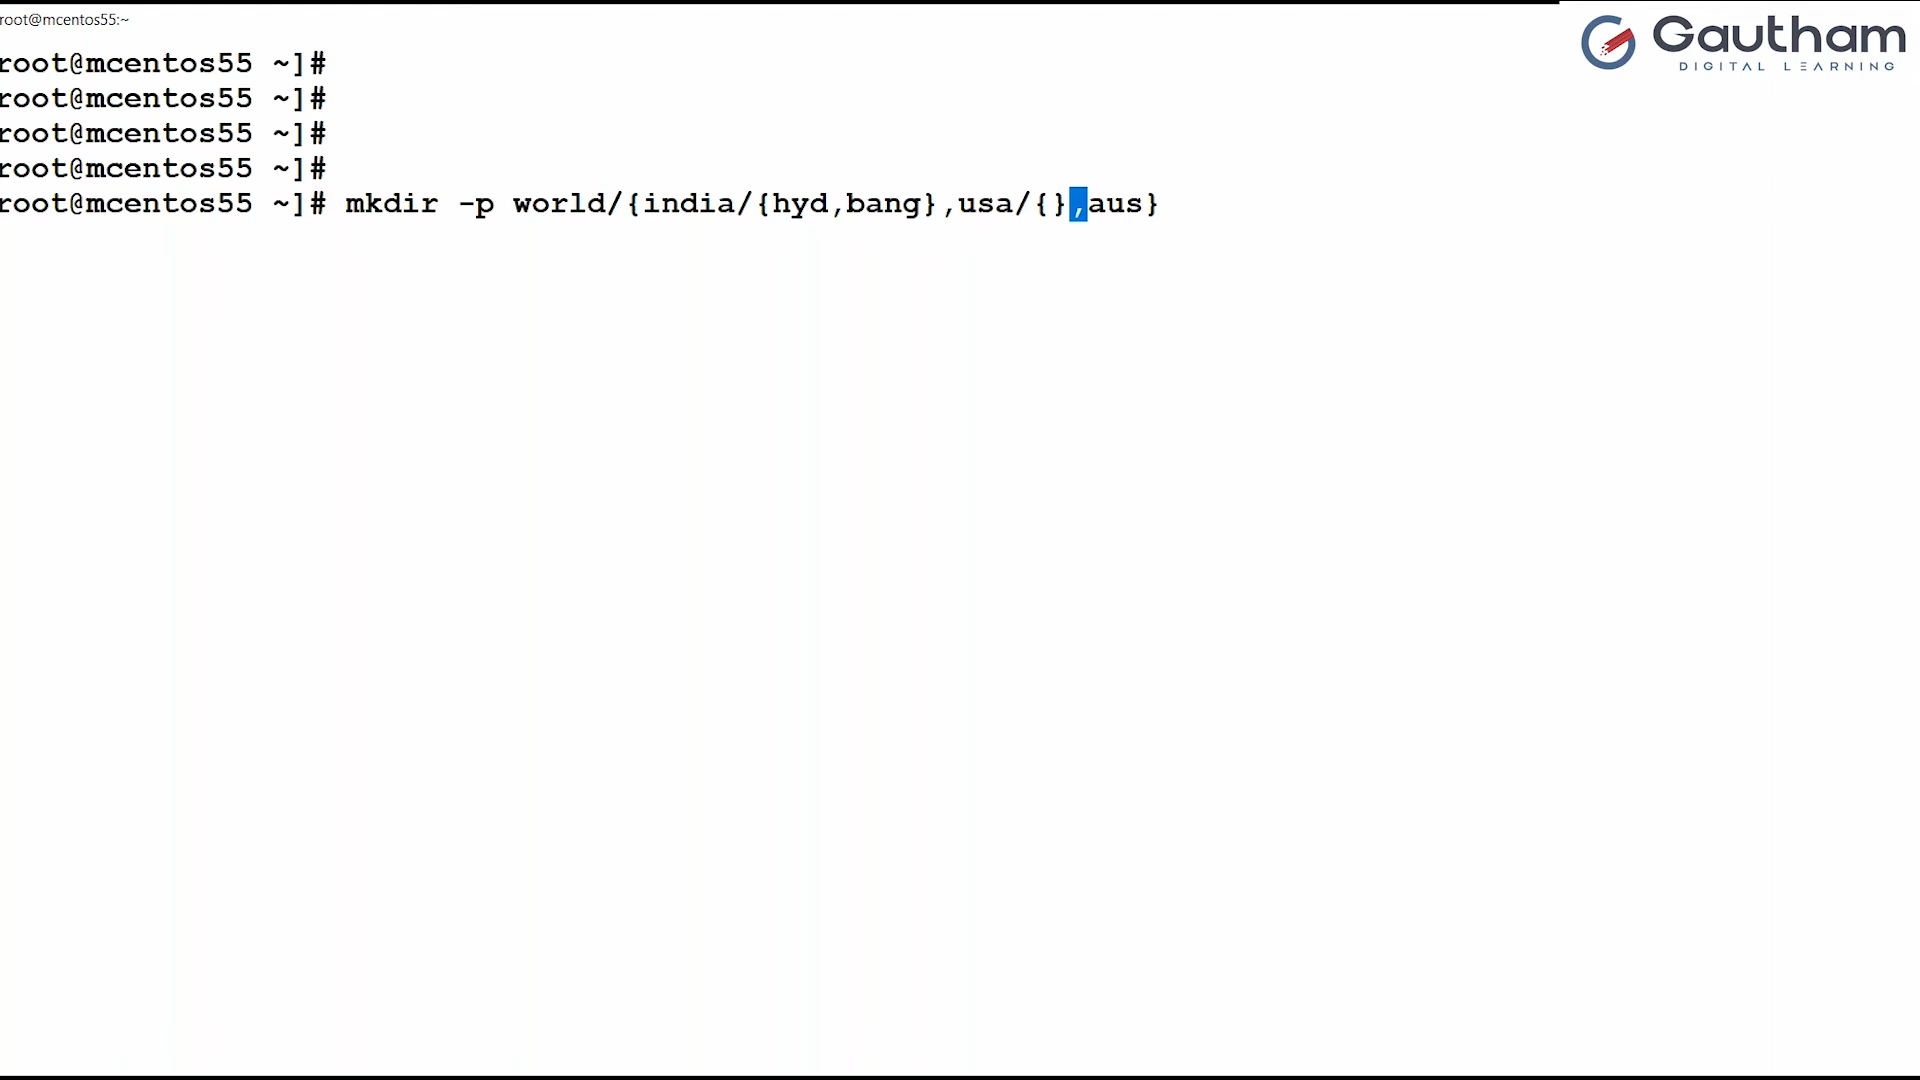 root@mcentos55:~
Gautham
DIGITAL LEARNING
root@mcentos55 ~]#
root@mcentos55 ~]#
root@mcentos55 ~]#
root@mcentos55 ~]#
root@mcentos55 ~]# mkdir -p world/{india/{hyd,bang},usa/{},aus}